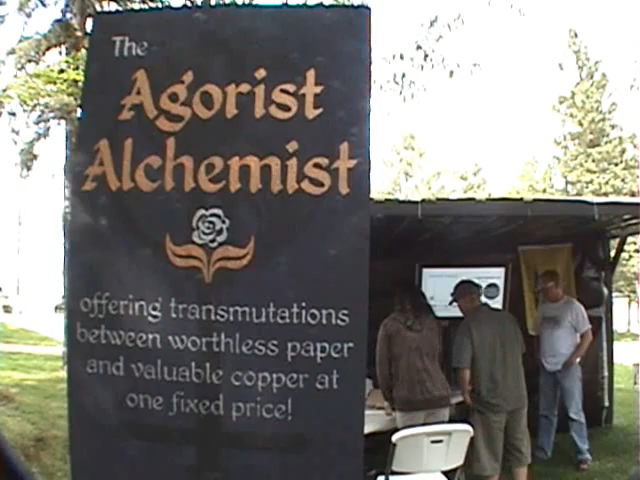 The
Agorist
Alchemist
offering transmutations
between worthless paper
and valuable copper at
one fixed price!